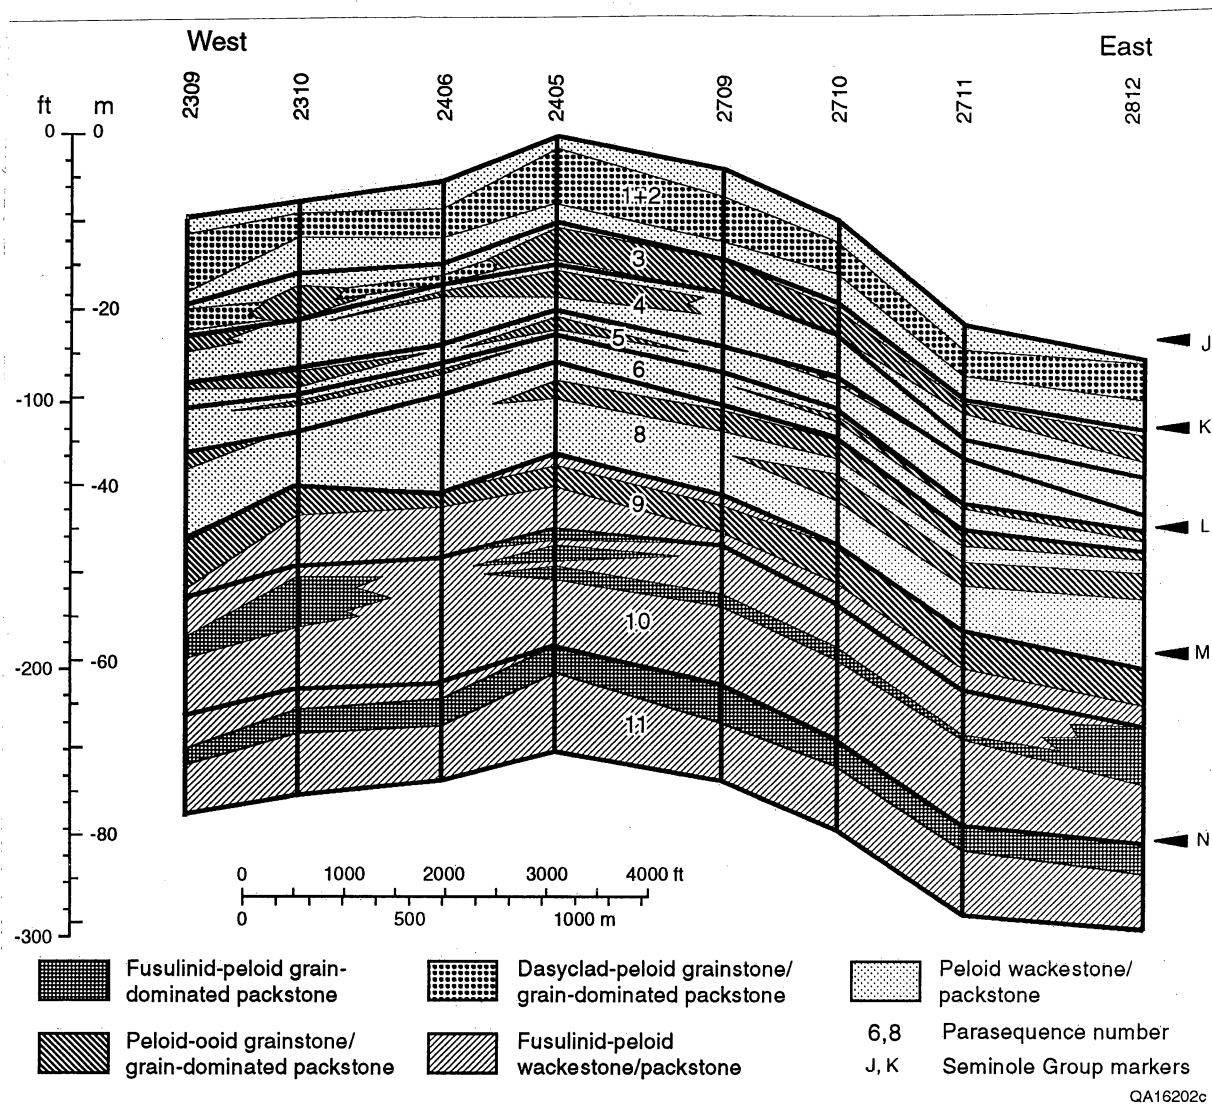 West
East
2309
2310
2406
2405
2709
2710
2711
2812
ft
m
0
0
-20
-100
-40
-200
-60
-80
-300
1+2
3
4
5
6
8
9
10
11
J
K
L
M
N
0 1000 2000 3000 4000 ft
0 500 1000 m
Fusulinid-peloid grain-
dominated packstone
Dasyclad-peloid grainstone/
grain-dominated packstone
Peloid wackestone/
packstone
Peloid-ooid grainstone/
grain-dominated packstone
Fusulinid-peloid
wackestone/packstone
6,8 Parasequence number
J, K Seminole Group markers
QA16202c